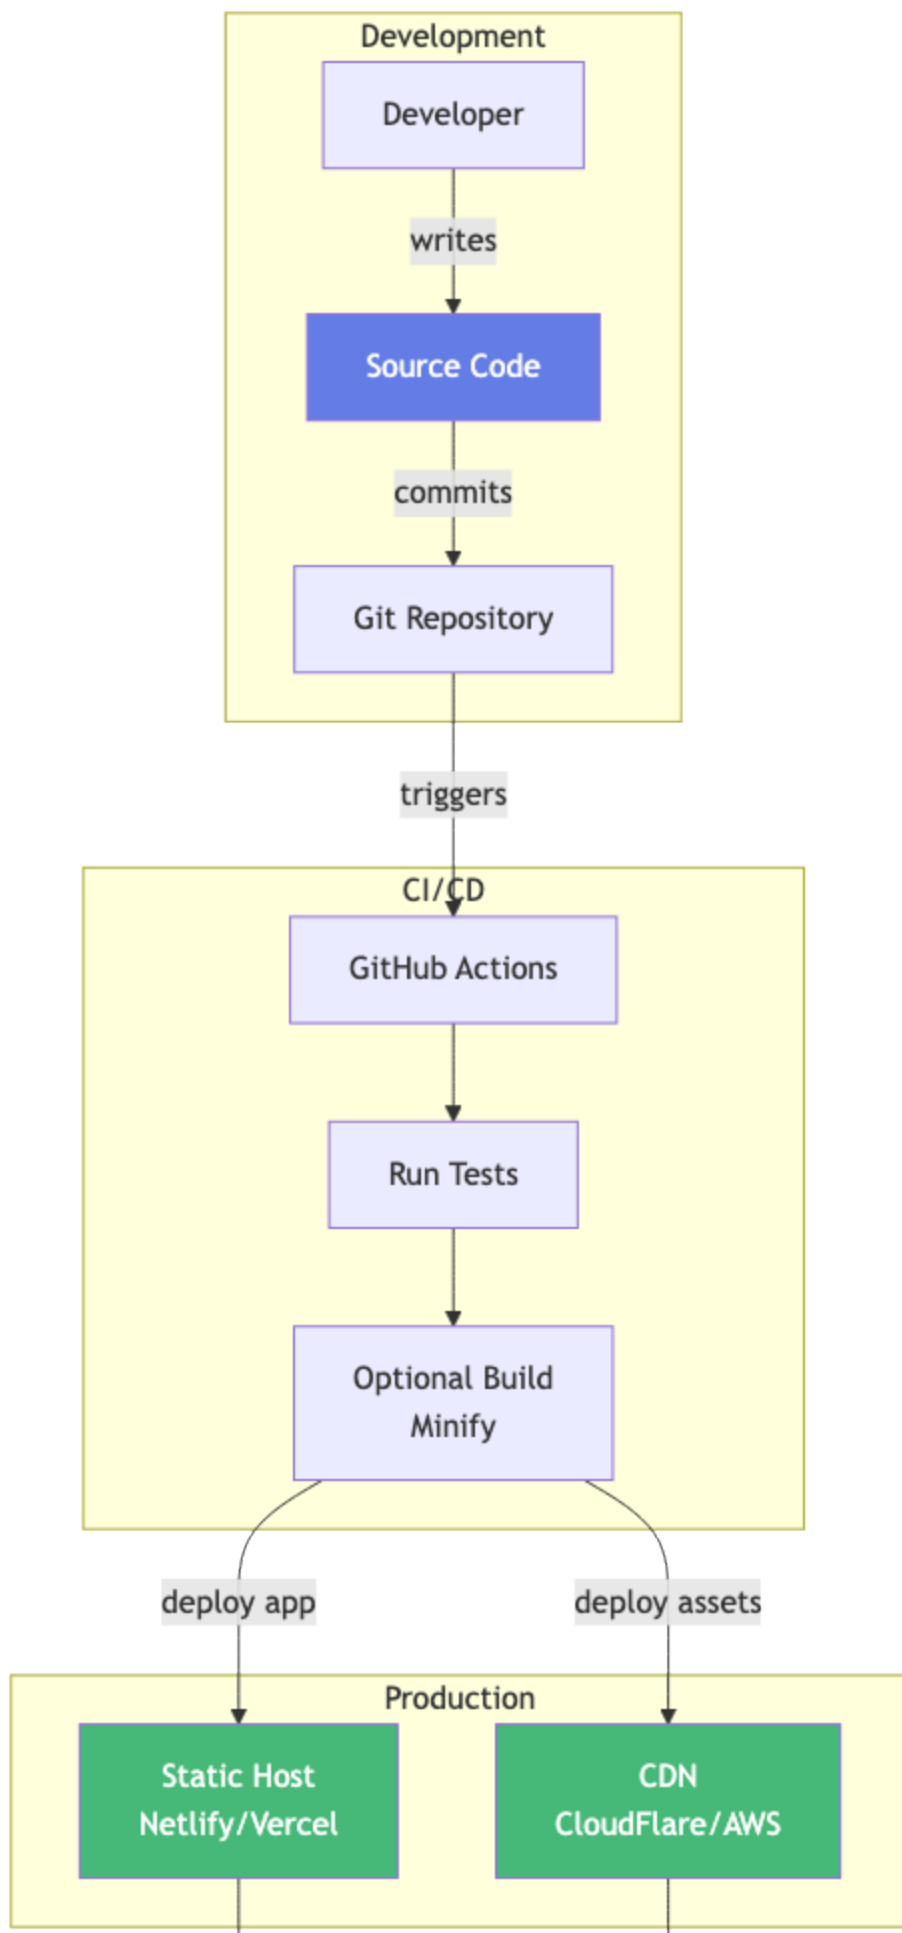 Development
Developer
writes
Source Code
commits
Git Repository
triggers
CI/CD
GitHub Actions
Run Tests
Optional Build
Minify
deploy app
deploy assets
Production
Static Host
Netlify/Vercel
CDN
CloudFlare/AWS